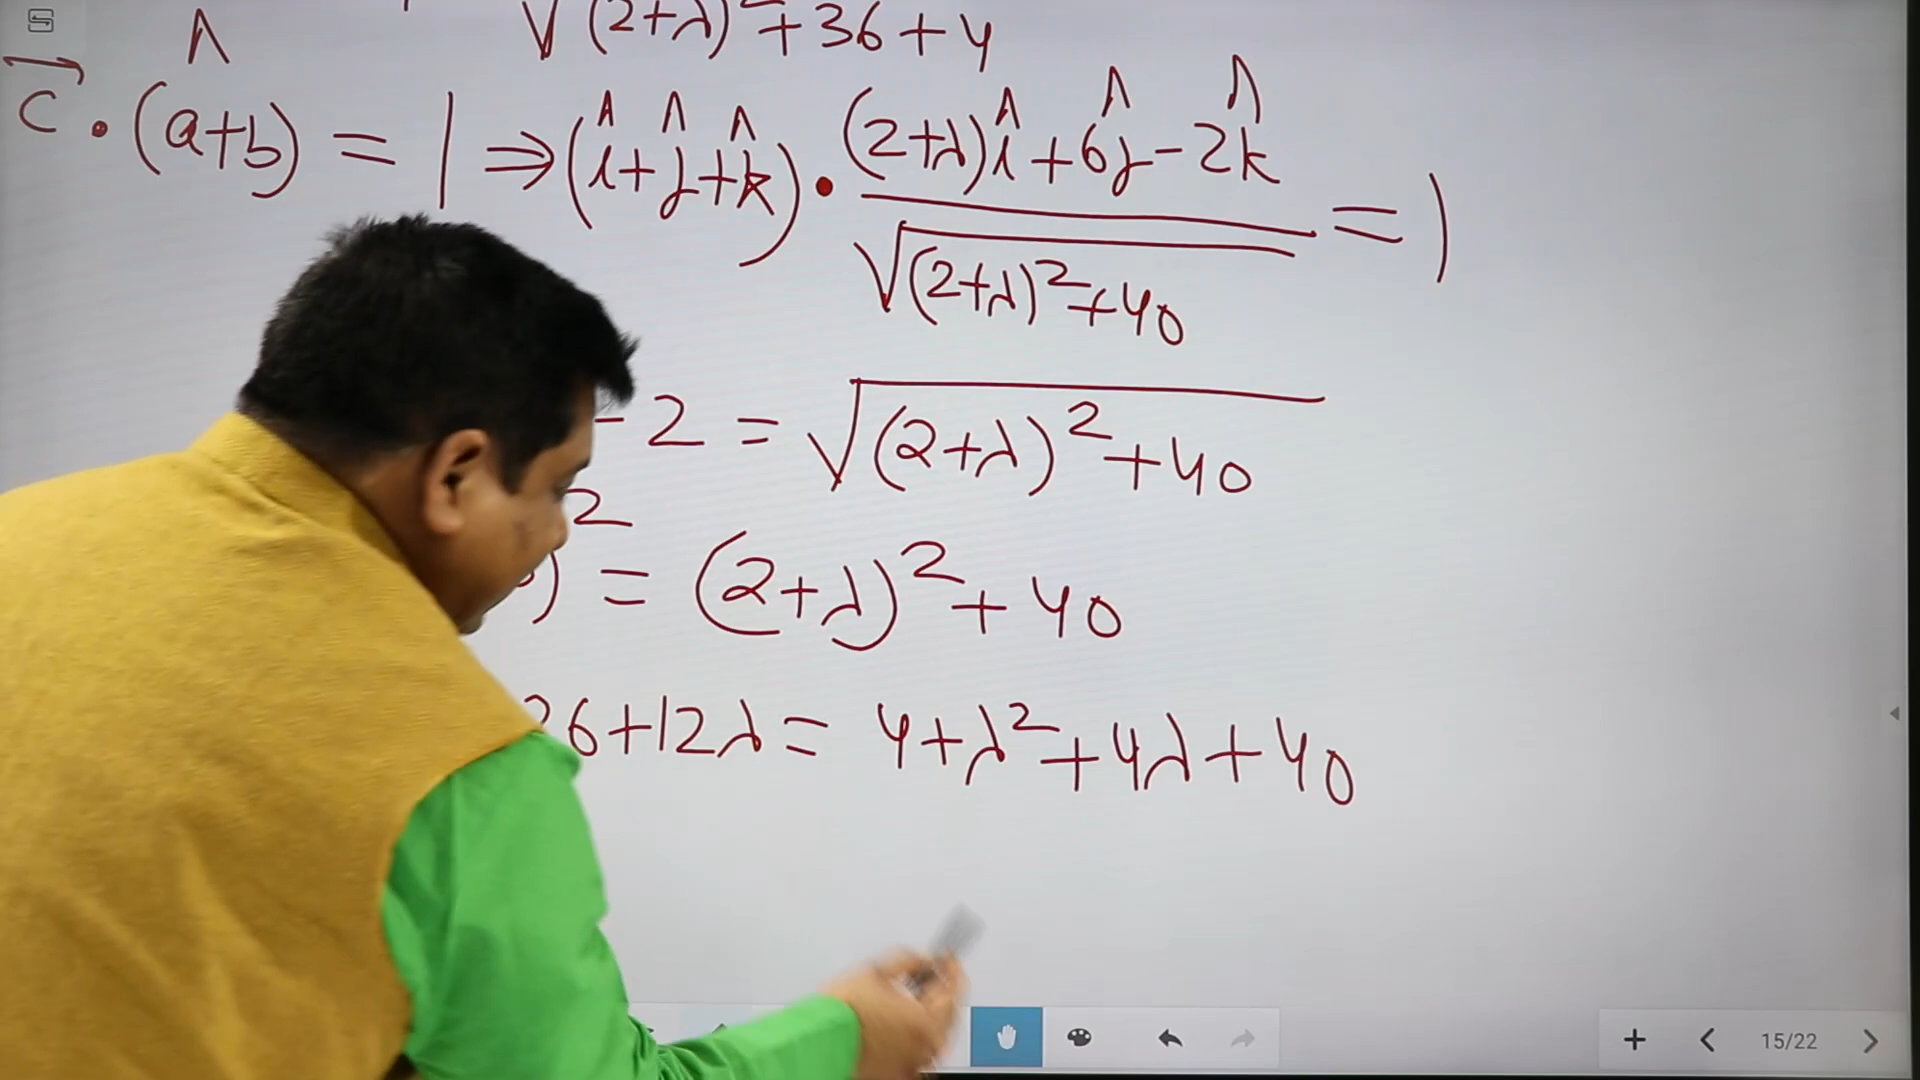 √(2+λ)²+36+4
c⃗ · (a+b)^ = 1 ⇒ (î+ĵ+k̂) · ((2+λ)î+6ĵ-2k̂)/√((2+λ)²+40) = 1
-2 = √((2+λ)²+40)
)² = (2+λ)²+40
36+12λ = 4+λ²+4λ+40
15/22